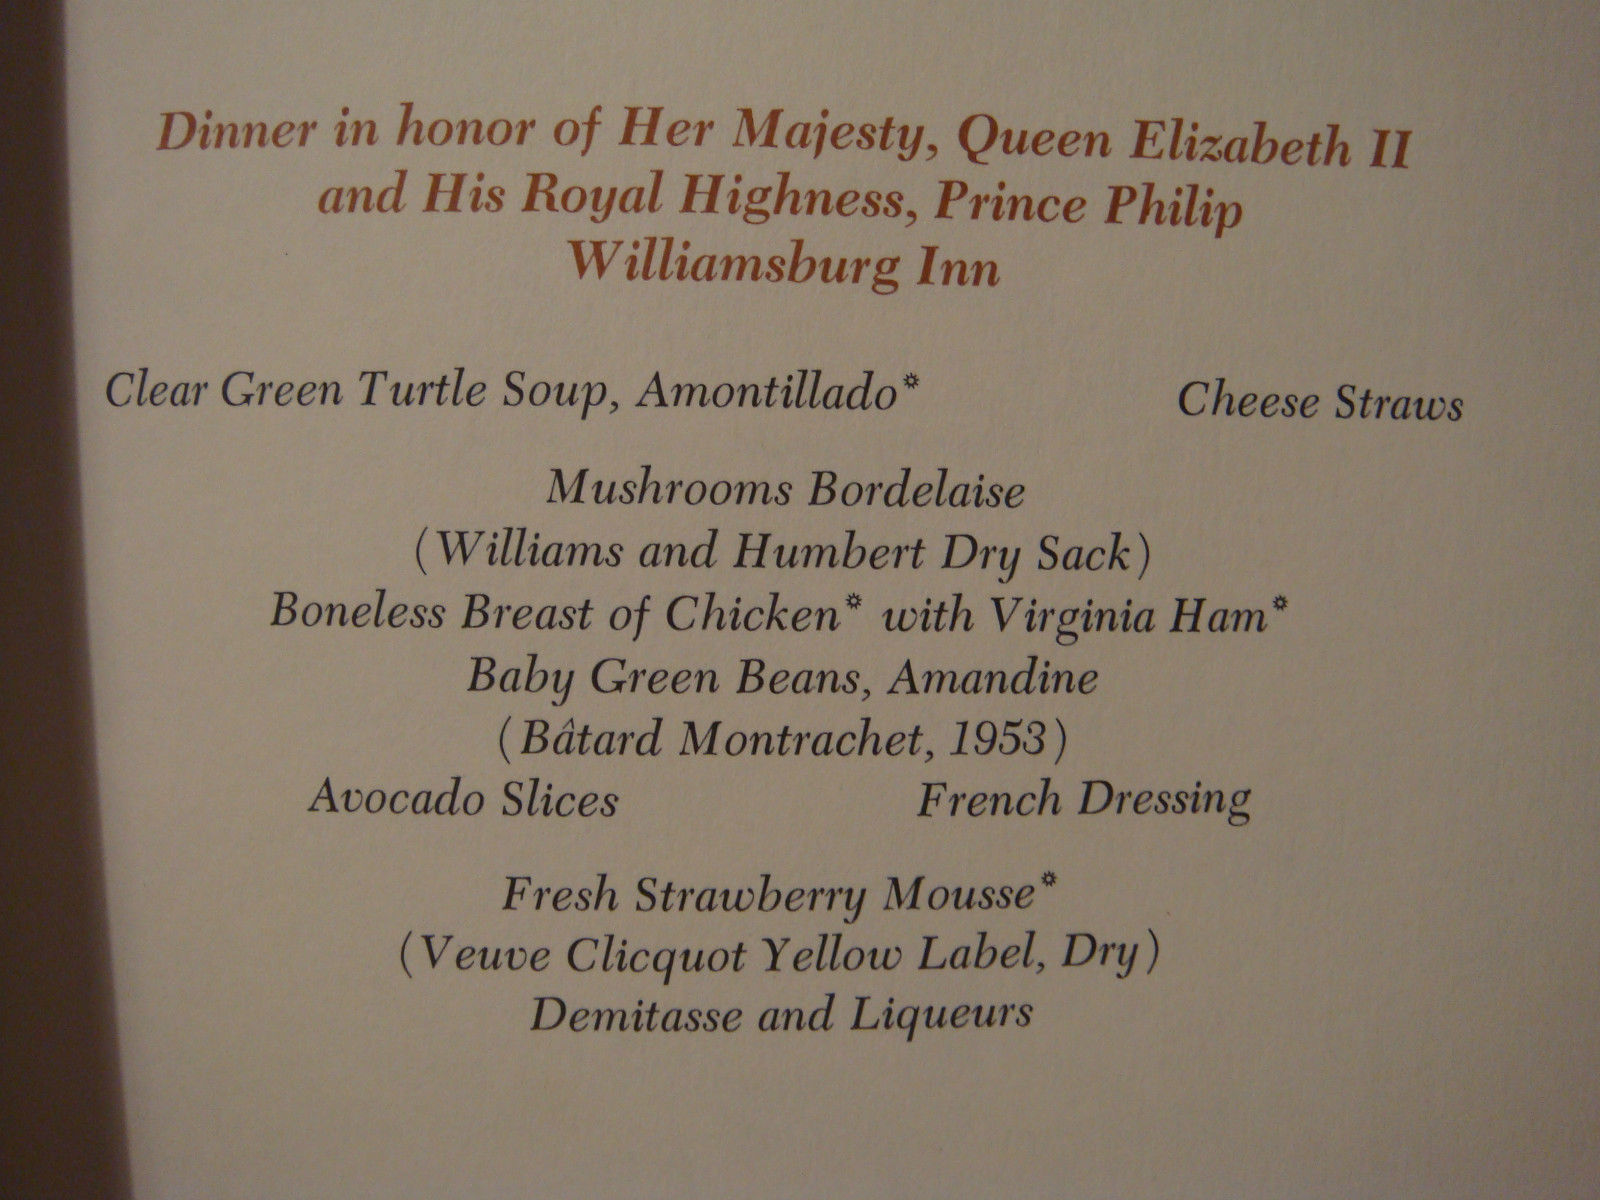 Dinner in honor of Her Majesty, Queen Elizabeth II
and His Royal Highness, Prince Philip
Williamsburg Inn
Clear Green Turtle Soup, Amontillado* Cheese Straws
Mushrooms Bordelaise
(Williams and Humbert Dry Sack)
Boneless Breast of Chicken* with Virginia Ham*
Baby Green Beans, Amandine
(Bâtard Montrachet, 1953)
Avocado Slices French Dressing
Fresh Strawberry Mousse*
(Veuve Clicquot Yellow Label, Dry)
Demitasse and Liqueurs